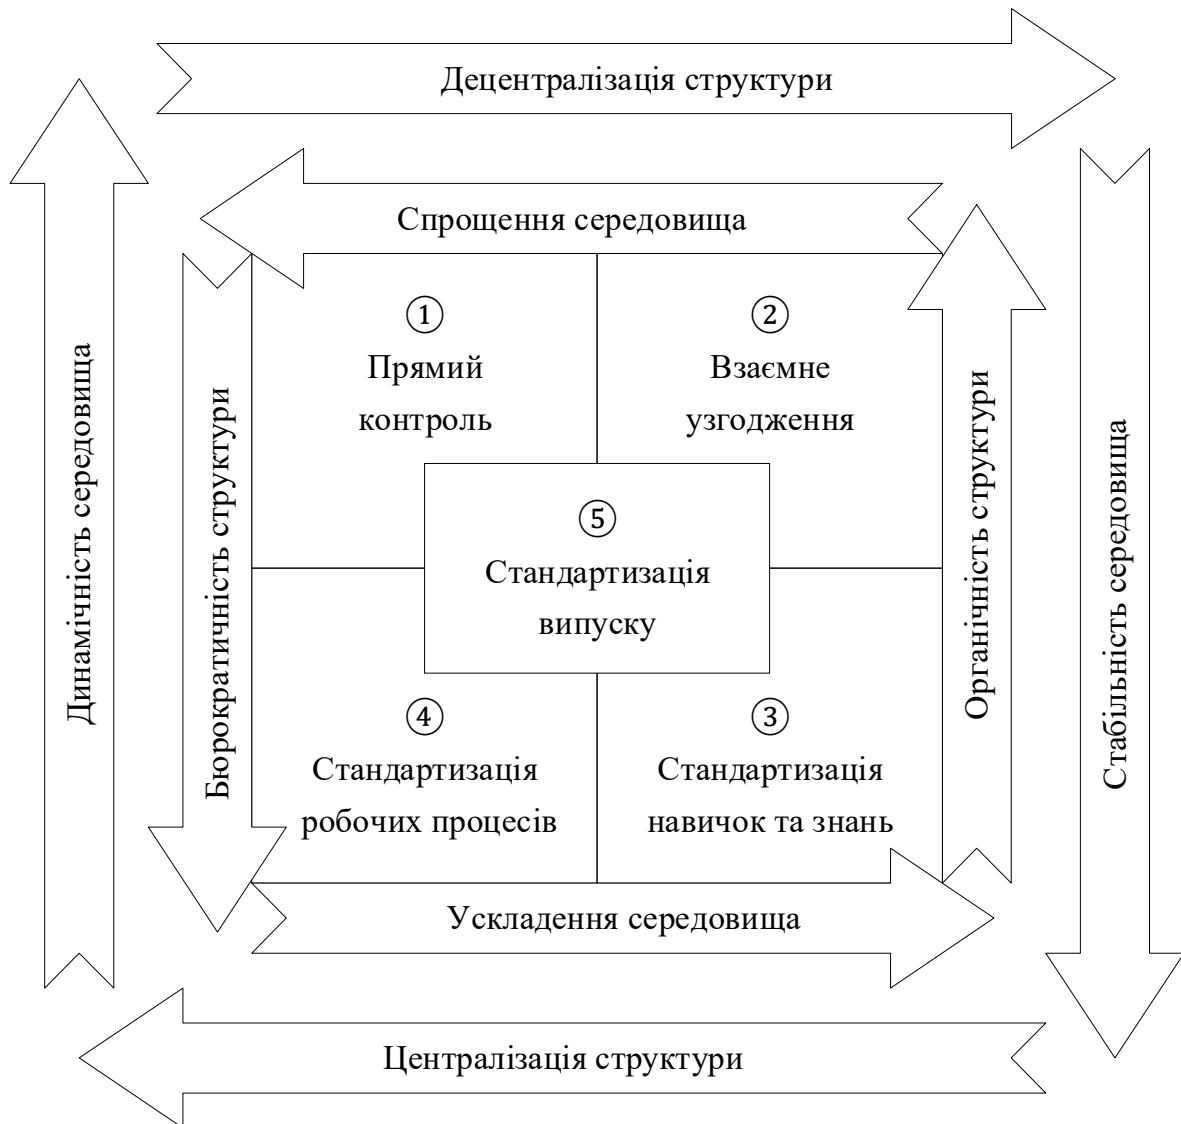 Децентралізація структури
Спрощення середовища
①
Прямий
контроль
②
Взаємне
узгодження
⑤
Стандартизація
випуску
④
Стандартизація
робочих процесів
③
Стандартизація
навичок та знань
Динамічність середовища
Бюрократичність структури
Органічність структури
Стабільність середовища
Ускладення середовища
Централізація структури